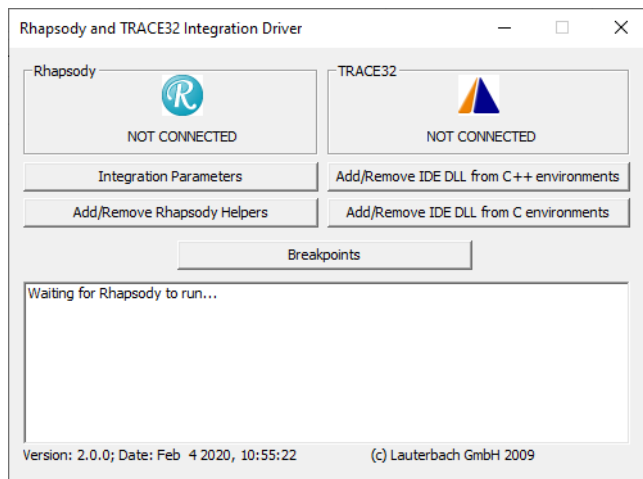 Rhapsody and TRACE32 Integration Driver
Rhapsody
TRACE32
R
NOT CONNECTED
NOT CONNECTED
Integration Parameters
Add/Remove IDE DLL from C++ environments
Add/Remove Rhapsody Helpers
Add/Remove IDE DLL from C environments
Breakpoints
Waiting for Rhapsody to run...
Version: 2.0.0; Date: Feb  4 2020, 10:55:22
(c) Lauterbach GmbH 2009